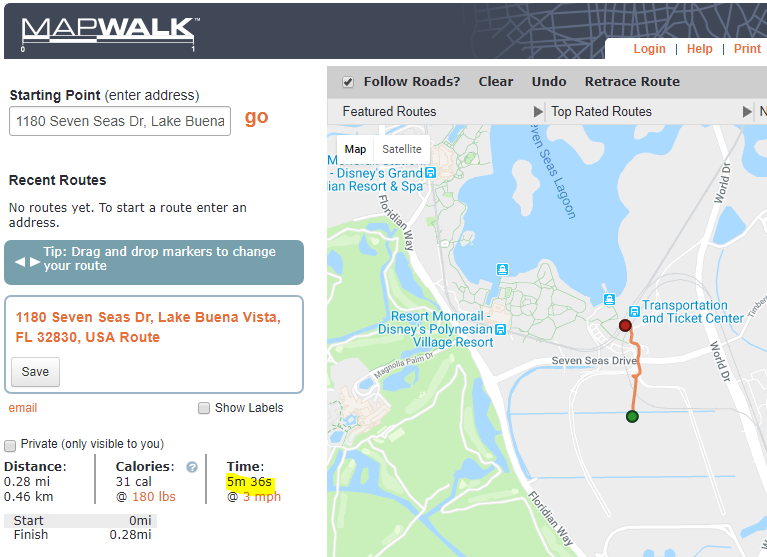 MAPWALK™
0 1
Login | Help | Print
Starting Point (enter address)
1180 Seven Seas Dr, Lake Buena
go
Recent Routes
No routes yet. To start a route enter an
address.
Tip: Drag and drop markers to change
your route
1180 Seven Seas Dr, Lake Buena Vista,
FL 32830, USA Route
Save
email
Show Labels
Private (only visible to you)
Distance:
0.28 mi
0.46 km
Calories: ?
31 cal
@ 180 lbs
Time:
5m 36s
@ 3 mph
Start 0mi
Finish 0.28mi
Follow Roads? Clear Undo Retrace Route
Featured Routes
Top Rated Routes
N
Map
Satellite
- Disney's Grand
ian Resort & Spa
Floridian Way
even Seas Lagoon
World Dr
Resort Monorail -
Disney's Polynesian
Village Resort
Transportation
and Ticket Center
Seven Seas Drive
Magnolia Palm Dr
World Dr
Floridian Way